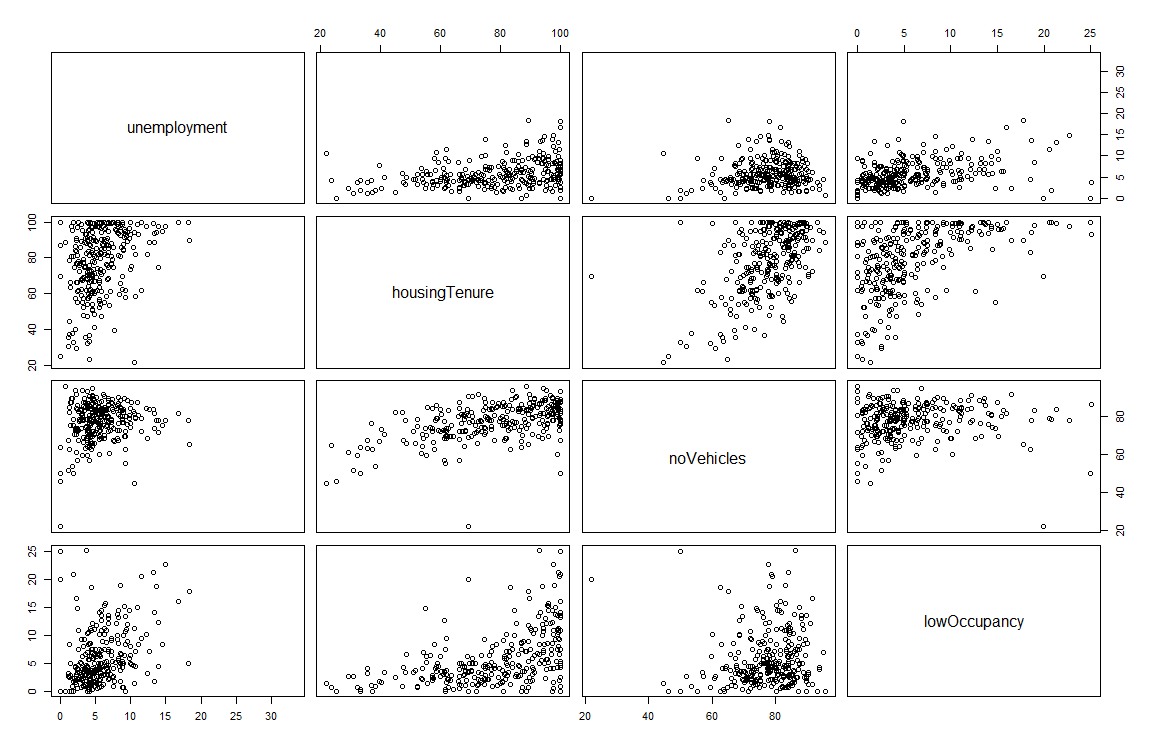 20 40 60 80 100 0 5 10 15 20 25
unemployment 0 5 10 15 20 25 30
20 40 60 80 100 housingTenure
noVehicles 20 40 60 80
0 5 10 15 20 25 lowOccupancy
0 5 10 15 20 25 30 20 40 60 80